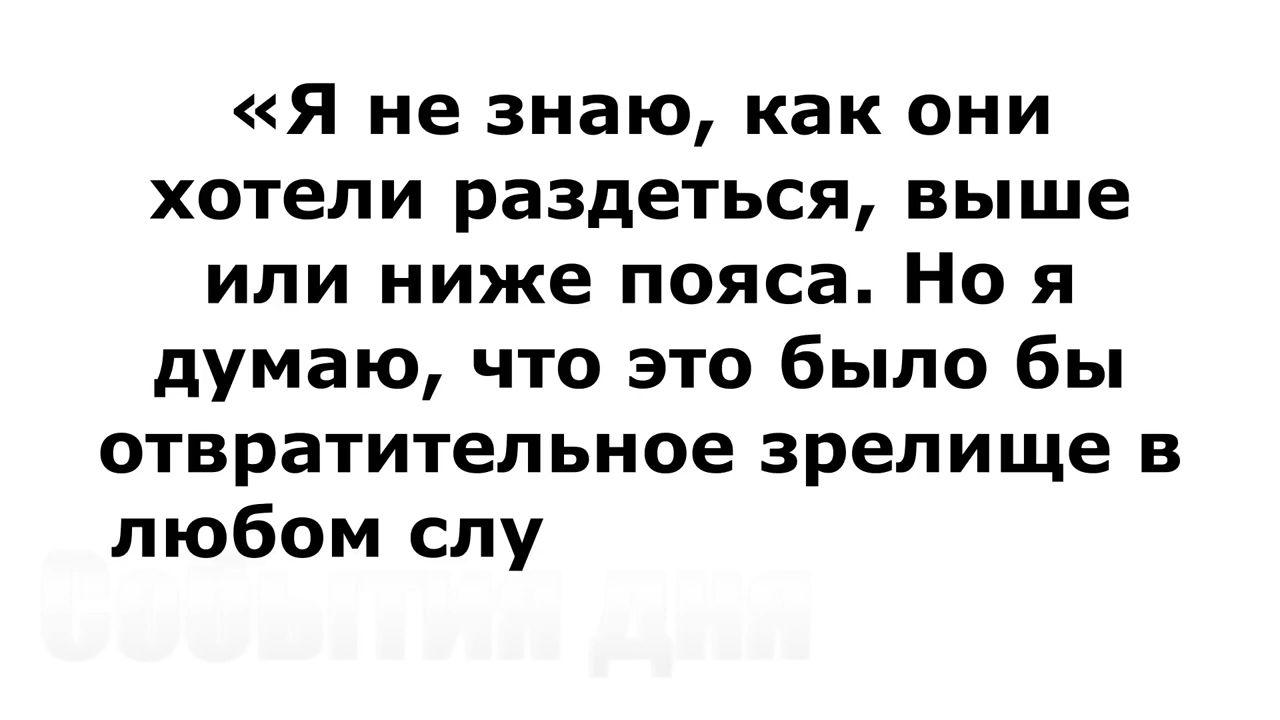 «Я не знаю, как они
хотели раздеться, выше
или ниже пояса. Но я
думаю, что это было бы
отвратительное зрелище в
любом слу
События дня